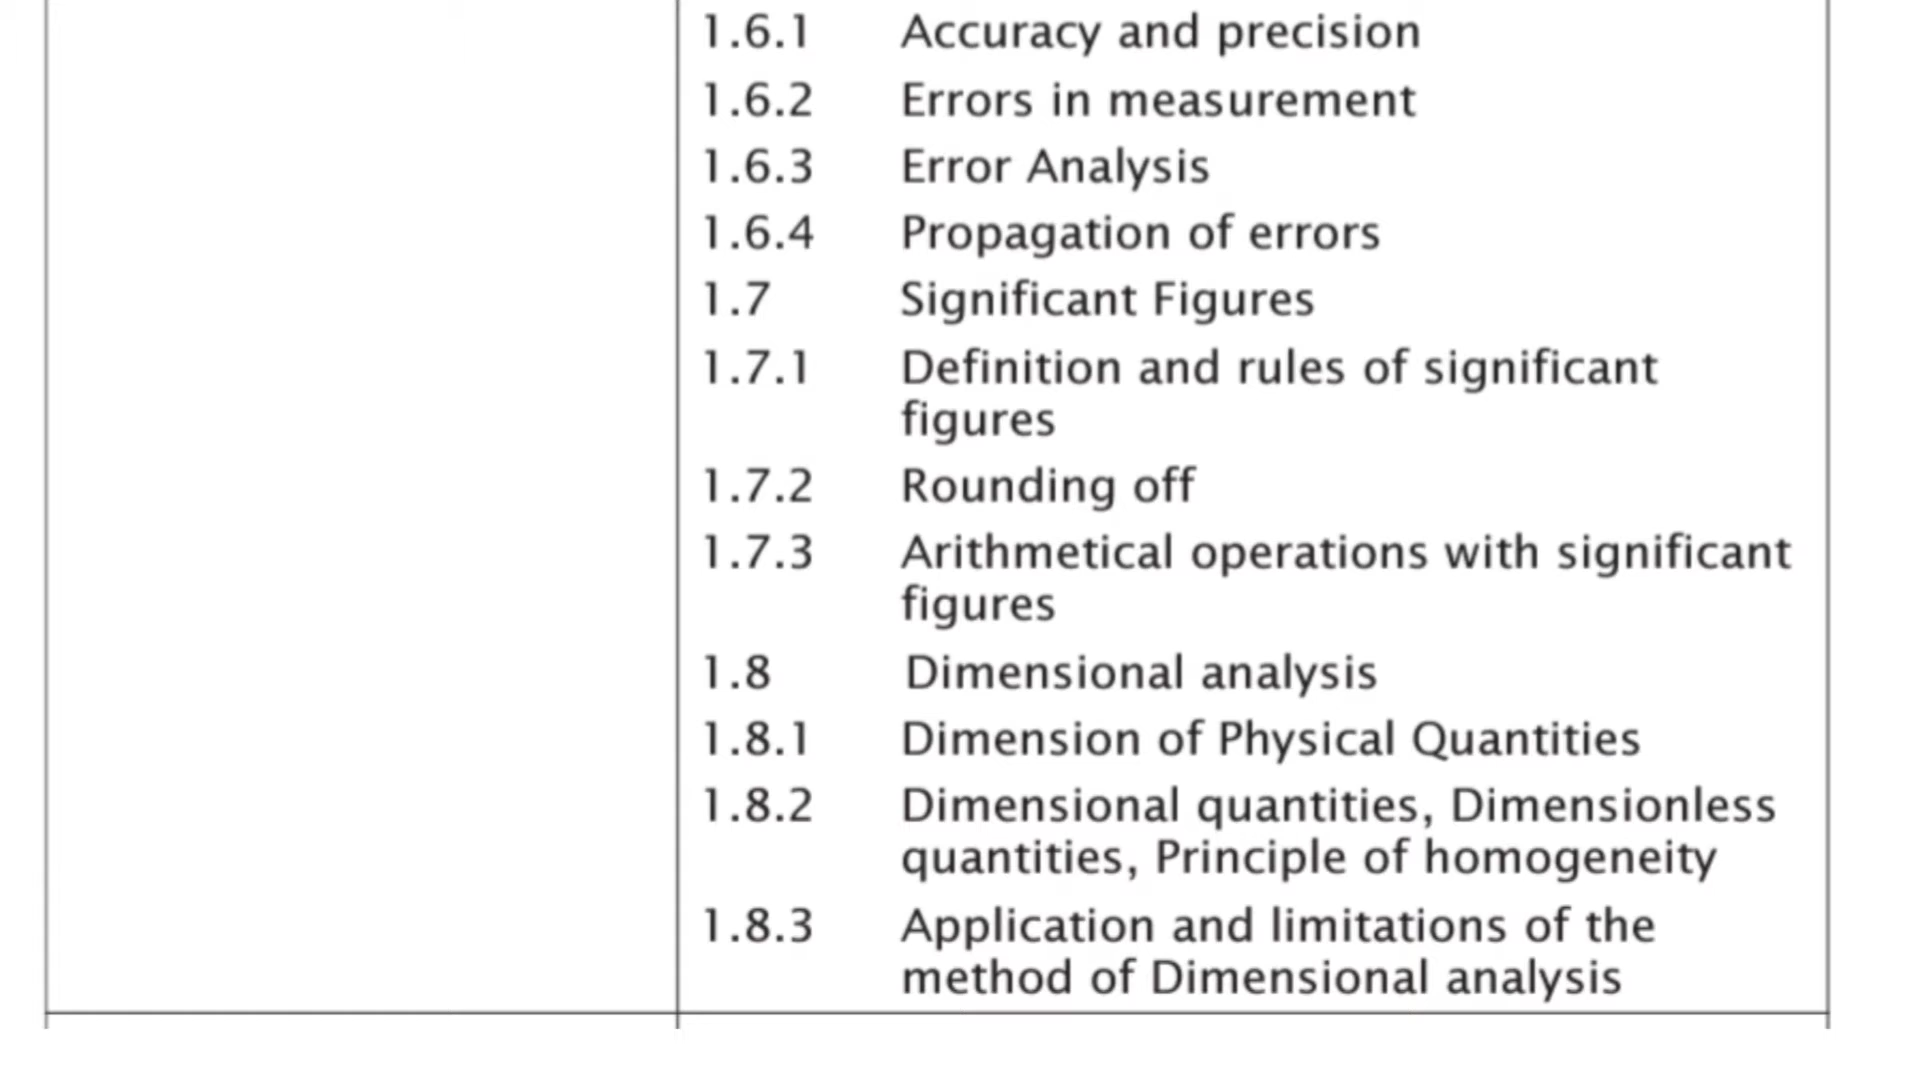 1.6.1 Accuracy and precision
1.6.2 Errors in measurement
1.6.3 Error Analysis
1.6.4 Propagation of errors
1.7 Significant Figures
1.7.1 Definition and rules of significant
figures
1.7.2 Rounding off
1.7.3 Arithmetical operations with significant
figures
1.8 Dimensional analysis
1.8.1 Dimension of Physical Quantities
1.8.2 Dimensional quantities, Dimensionless
quantities, Principle of homogeneity
1.8.3 Application and limitations of the
method of Dimensional analysis